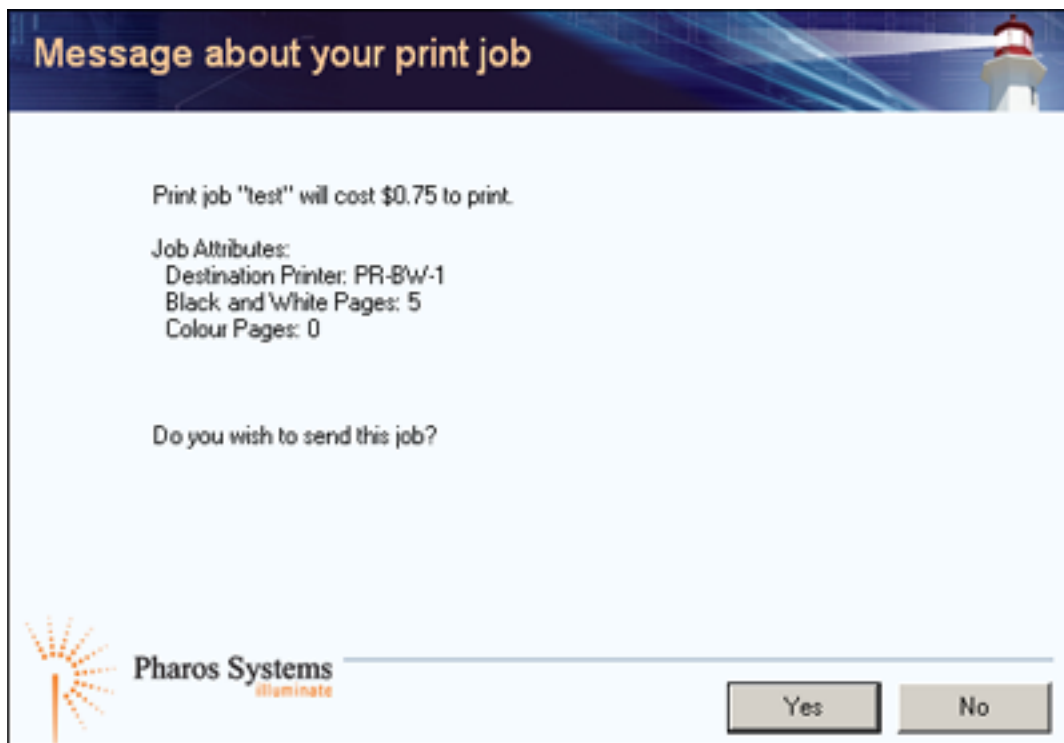 Message about your print job
Print job "test" will cost $0.75 to print.
Job Attributes:
Destination Printer: PR-BW-1
Black and White Pages: 5
Colour Pages: 0
Do you wish to send this job?
Pharos Systems
illuminate
Yes
No